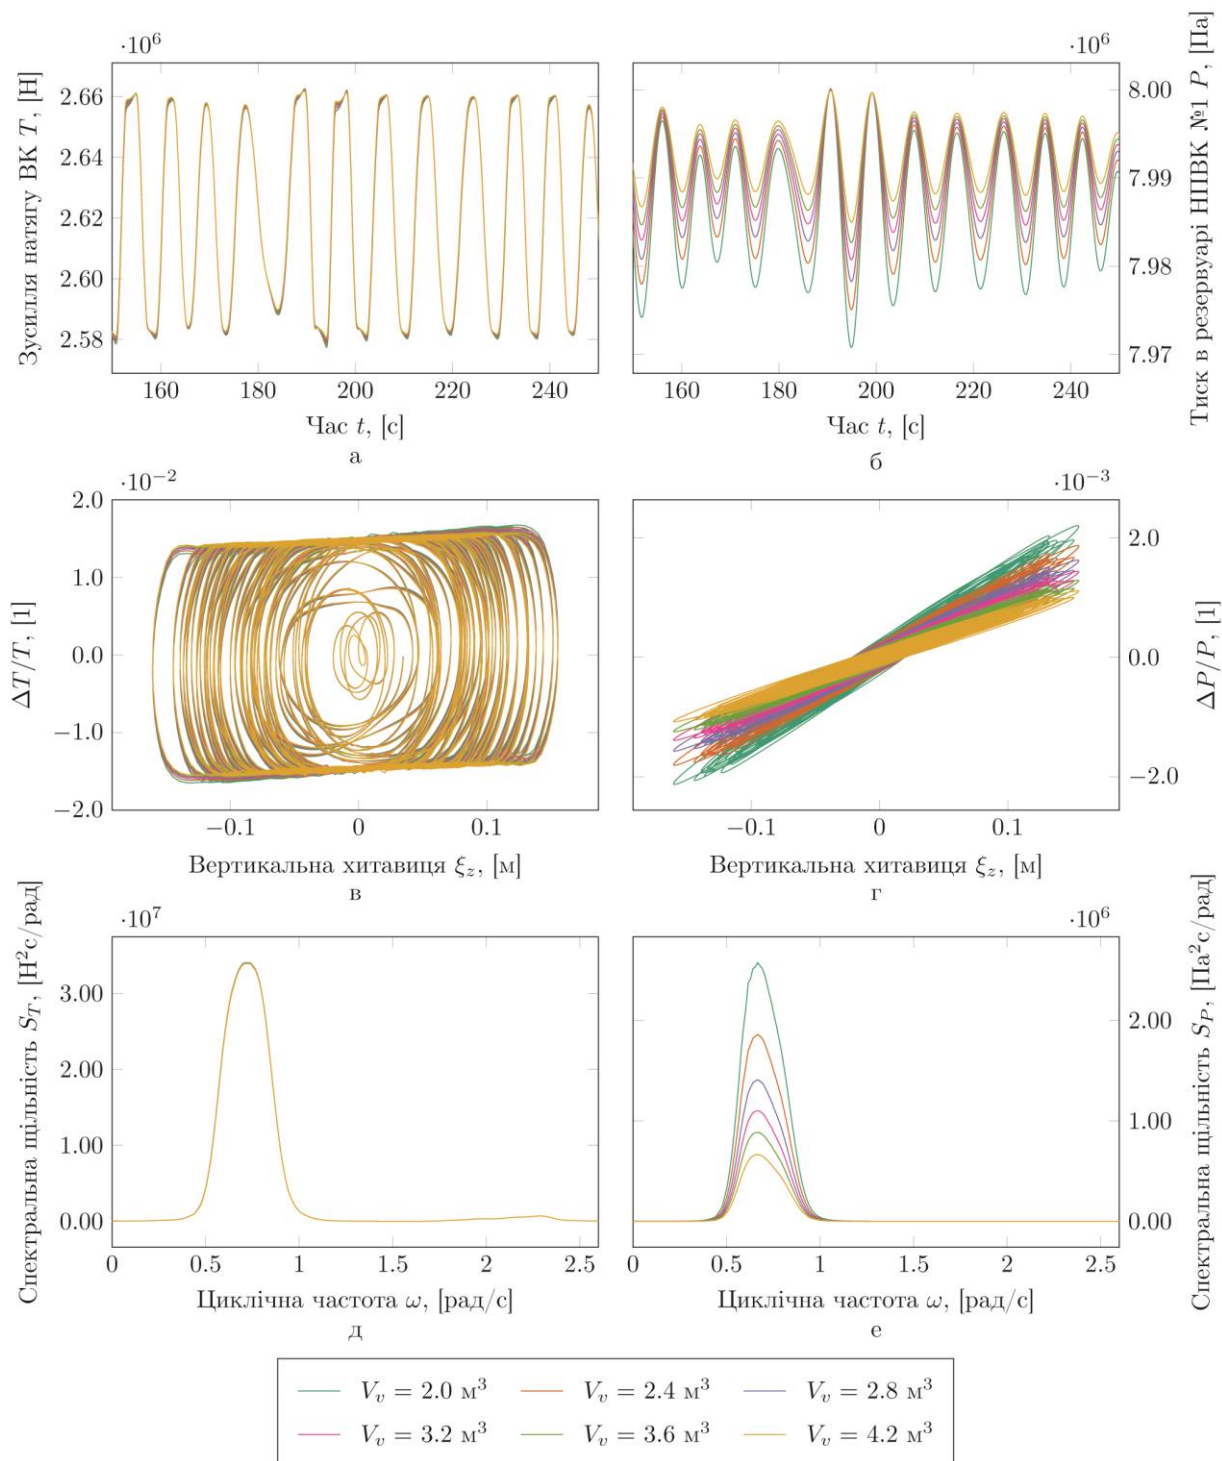 ·10⁶
Зусилля натягу ВК T, [Н]
2.66
2.64
2.62
2.60
2.58
160 180 200 220 240
Час t, [с]
а
·10⁶
8.00
7.99
7.98
7.97
Тиск в резервуарі НПВК №1 P, [Па]
160 180 200 220 240
Час t, [с]
б
·10⁻²
ΔT/T, [1]
2.0
1.0
0.0
−1.0
−2.0
−0.1 0 0.1
Вертикальна хитавиця ξz, [м]
в
·10⁻³
2.0
0.0
−2.0
ΔP/P, [1]
−0.1 0 0.1
Вертикальна хитавиця ξz, [м]
г
·10⁷
Спектральна щільність S_T, [Н²с/рад]
3.00
2.00
1.00
0.00
0 0.5 1 1.5 2 2.5
Циклічна частота ω, [рад/с]
д
·10⁶
2.00
1.00
0.00
Спектральна щільність S_P, [Па²с/рад]
0 0.5 1 1.5 2 2.5
Циклічна частота ω, [рад/с]
е
V_v = 2.0 м³ V_v = 2.4 м³ V_v = 2.8 м³
V_v = 3.2 м³ V_v = 3.6 м³ V_v = 4.2 м³